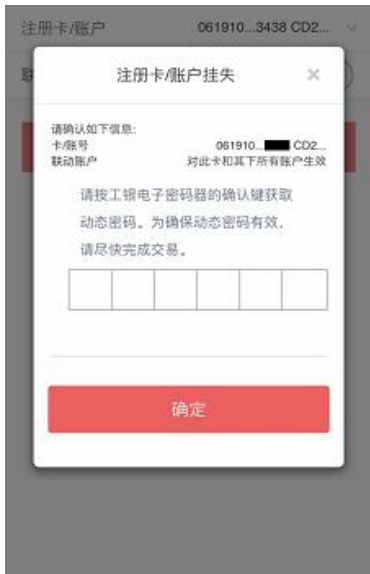 注册卡/账户 061910...3438 CD2...
联
注册卡/账户挂失 ×
请确认如下信息:
卡/账号 061910... CD2...
联动账户 对此卡和其下所有账户生效
请按工银电子密码器的确认键获取
动态密码。为确保动态密码有效,
请尽快完成交易。
确定